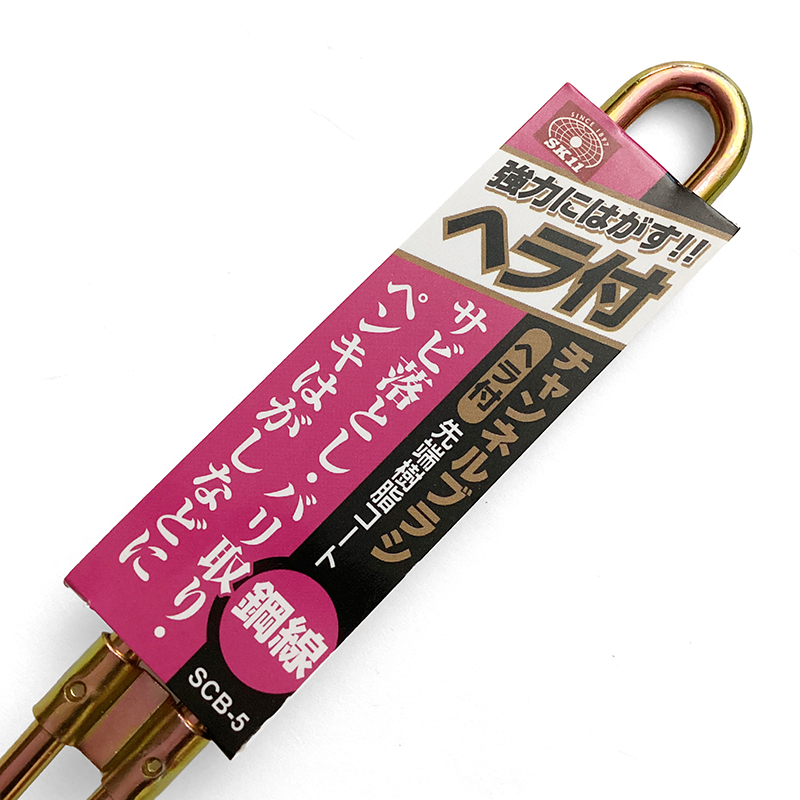 SINCE 1897
SK11
強力にはがす!!
ヘラ付
チャンネルブラシ
ヘラ付
先端樹脂コート
サビ落とし・バリ取り・
ペンキはがしなどに
鋼線
SCB-5